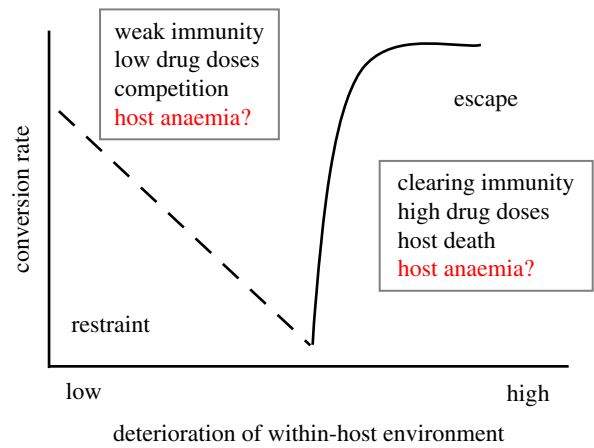 weak immunity
low drug doses
competition
host anaemia?
escape
clearing immunity
high drug doses
host death
host anaemia?
conversion rate
restraint
low
high
deterioration of within-host environment